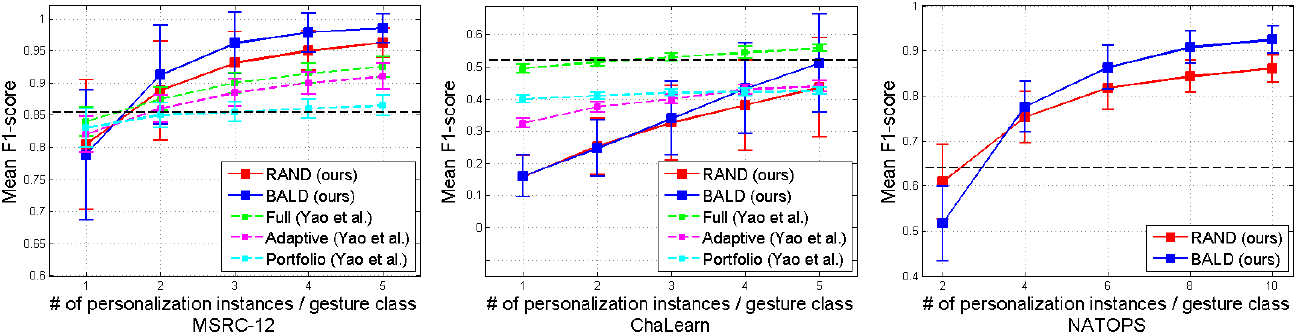 Mean F1-score
1
0.95
0.9
0.85
0.8
0.7
0.65
0.6
RAND (ours)
BALD (ours)
Full (Yao et al.)
Adaptive (Yao et al.)
Portfolio (Yao et al.)
1 2 3 4 5
# of personalization instances / gesture class
MSRC-12
Mean F1-score
0.6
0.5
0.4
0.3
0.2
0.1
0
RAND (ours)
BALD (ours)
Full (Yao et al.)
Adaptive (Yao et al.)
Portfolio (Yao et al.)
1 2 3 4 5
# of personalization instances / gesture class
ChaLearn
Mean F1-score
1
0.9
0.8
0.7
0.6
0.5
0.4
RAND (ours)
BALD (ours)
2 4 6 8 10
# of personalization instances / gesture class
NATOPS